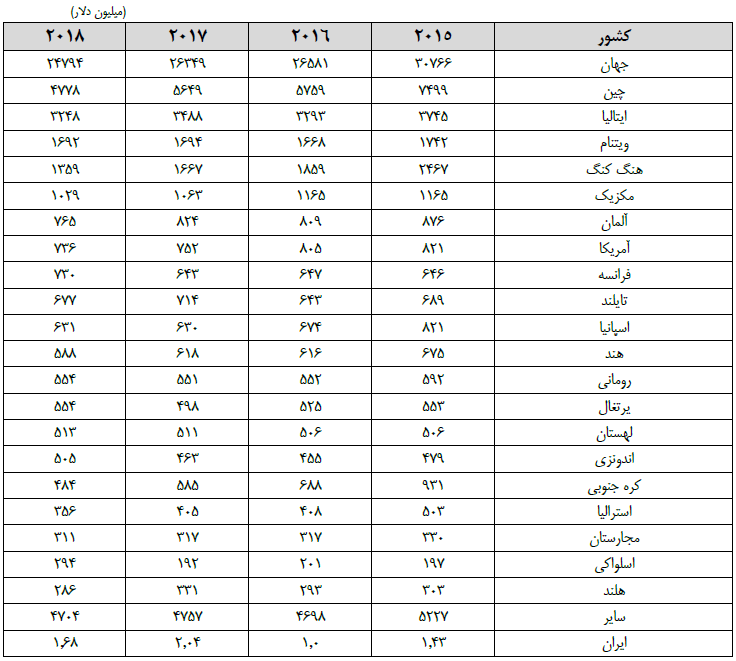 (میلیون دلار)
کشور ۲۰۱۵ ۲۰۱۶ ۲۰۱۷ ۲۰۱۸
جهان ۳۰۷۶۶ ۲۶۵۸۱ ۲۶۳۴۹ ۲۴۷۹۴
چین ۷۴۹۹ ۵۷۵۹ ۵۶۴۹ ۴۷۷۸
ایتالیا ۳۷۴۵ ۳۲۹۳ ۳۴۸۸ ۳۲۴۸
ویتنام ۱۷۴۲ ۱۶۶۸ ۱۶۹۴ ۱۶۹۲
هنگ کنگ ۲۴۶۷ ۱۸۵۹ ۱۶۶۷ ۱۳۵۹
مکزیک ۱۱۶۵ ۱۱۶۵ ۱۰۶۳ ۱۰۲۹
آلمان ۸۷۶ ۸۰۹ ۸۲۴ ۷۶۵
آمریکا ۸۲۱ ۸۰۵ ۷۵۲ ۷۳۶
فرانسه ۶۴۶ ۶۴۷ ۶۴۳ ۷۳۰
تایلند ۶۸۹ ۶۴۳ ۷۱۴ ۶۷۷
اسپانیا ۸۲۱ ۶۷۴ ۶۳۰ ۶۳۱
هند ۶۷۵ ۶۱۶ ۶۱۸ ۵۸۸
رومانی ۵۹۲ ۵۵۲ ۵۵۱ ۵۵۴
پرتغال ۵۵۳ ۵۲۵ ۴۹۸ ۵۵۴
لهستان ۵۰۶ ۵۰۶ ۵۱۱ ۵۱۳
اندونزی ۴۷۹ ۴۵۵ ۴۶۳ ۵۰۵
کره جنوبی ۹۳۱ ۶۸۸ ۵۸۵ ۴۸۴
استرالیا ۵۰۳ ۴۰۸ ۴۰۵ ۳۵۶
مجارستان ۳۳۰ ۳۱۷ ۳۱۷ ۳۱۱
اسلواکی ۱۹۷ ۲۰۱ ۱۹۲ ۲۹۴
هلند ۳۰۳ ۲۹۳ ۳۳۱ ۲۸۶
سایر ۵۲۲۷ ۴۶۹۸ ۴۷۵۷ ۴۷۰۴
ایران ۱,۴۳ ۱,۰ ۲,۰۴ ۱,۶۸